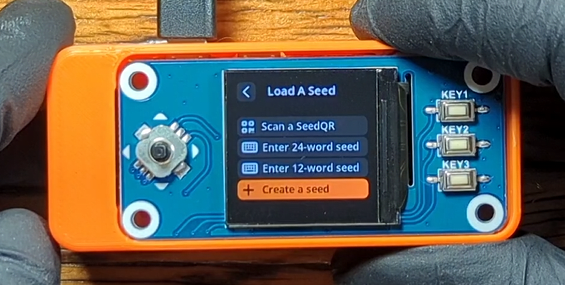 Load A Seed
Scan a SeedQR
Enter 24-word seed
Enter 12-word seed
Create a seed
KEY1
KEY2
KEY3